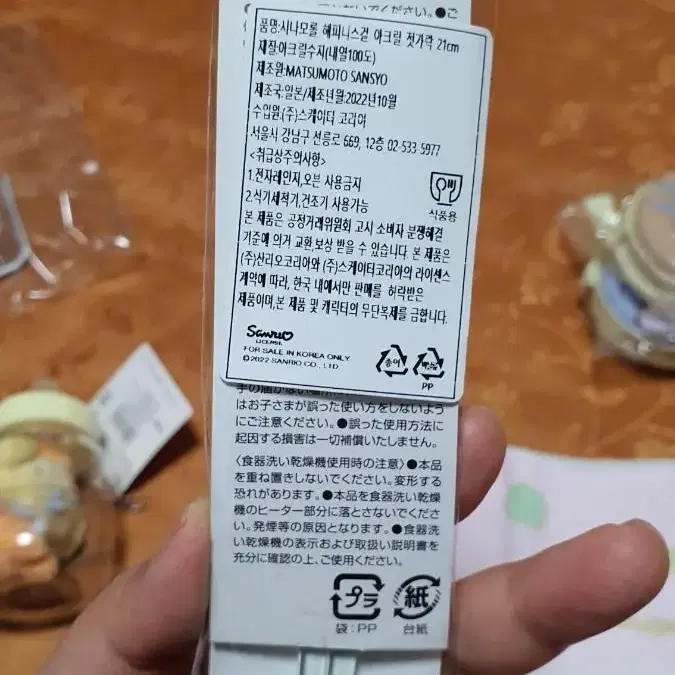 ださい。●ご
품명:시나모롤 해피니스걸 아크릴 젓가락 21cm
재질:아크릴수지(내열100도)
제조원:MATSUMOTO SANSYO
제조국:일본/제조년월:2022년10월
수입원:(주)스케이터 코리아
서울시 강남구 선릉로 669, 12층 02-533-5977
<취급상주의사항>
1.전자레인지,오븐 사용금지
2.식기세척기,건조기 사용가능
식품용
본 제품은 공정거래위원회 고시 소비자 분쟁해결
기준에 의거 교환,보상 받을 수 있습니다. 본 제품은
(주)산리오코리아와 (주)스케이터코리아의 라이센스
계약에 따라, 한국 내에서만 판매를 허락받은
제품이며,본 제품 및 캐릭터의 무단복제를 금합니다.
Sanrio
LICENSE
FOR SALE IN KOREA ONLY
©2022 SANRIO CO., LTD
종이
PP
手の届かない
はお子さまが誤った使い方をしないよう
にご注意ください。●誤った使用方法に
起因する損害は一切補償いたしません。
〈食器洗い乾燥機使用時の注意〉●本品
を重ね置きしないでください。変形する
恐れがあります。●本品を食器洗い乾燥
機のヒーター部分に落とさないでくださ
い。発煙等の原因となります。●食器洗
い乾燥機の表示および取扱い説明書を
充分に確認の上、ご使用ください。
プラ 紙
袋:PP 台紙